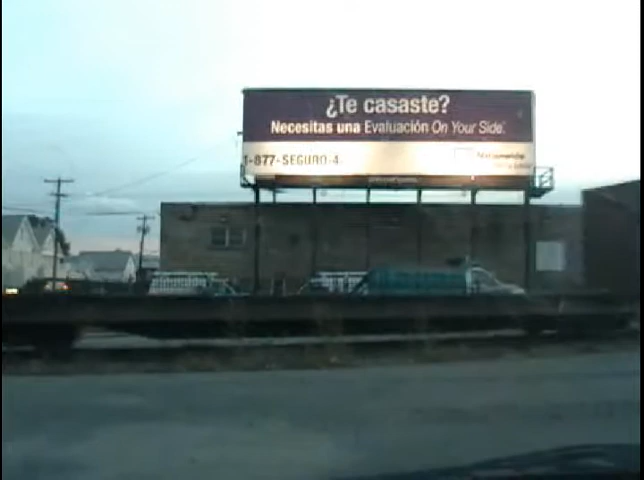 ¿Te casaste?
Necesitas una Evaluación On Your Side.
1-877-SEGURO-4
Nationwide